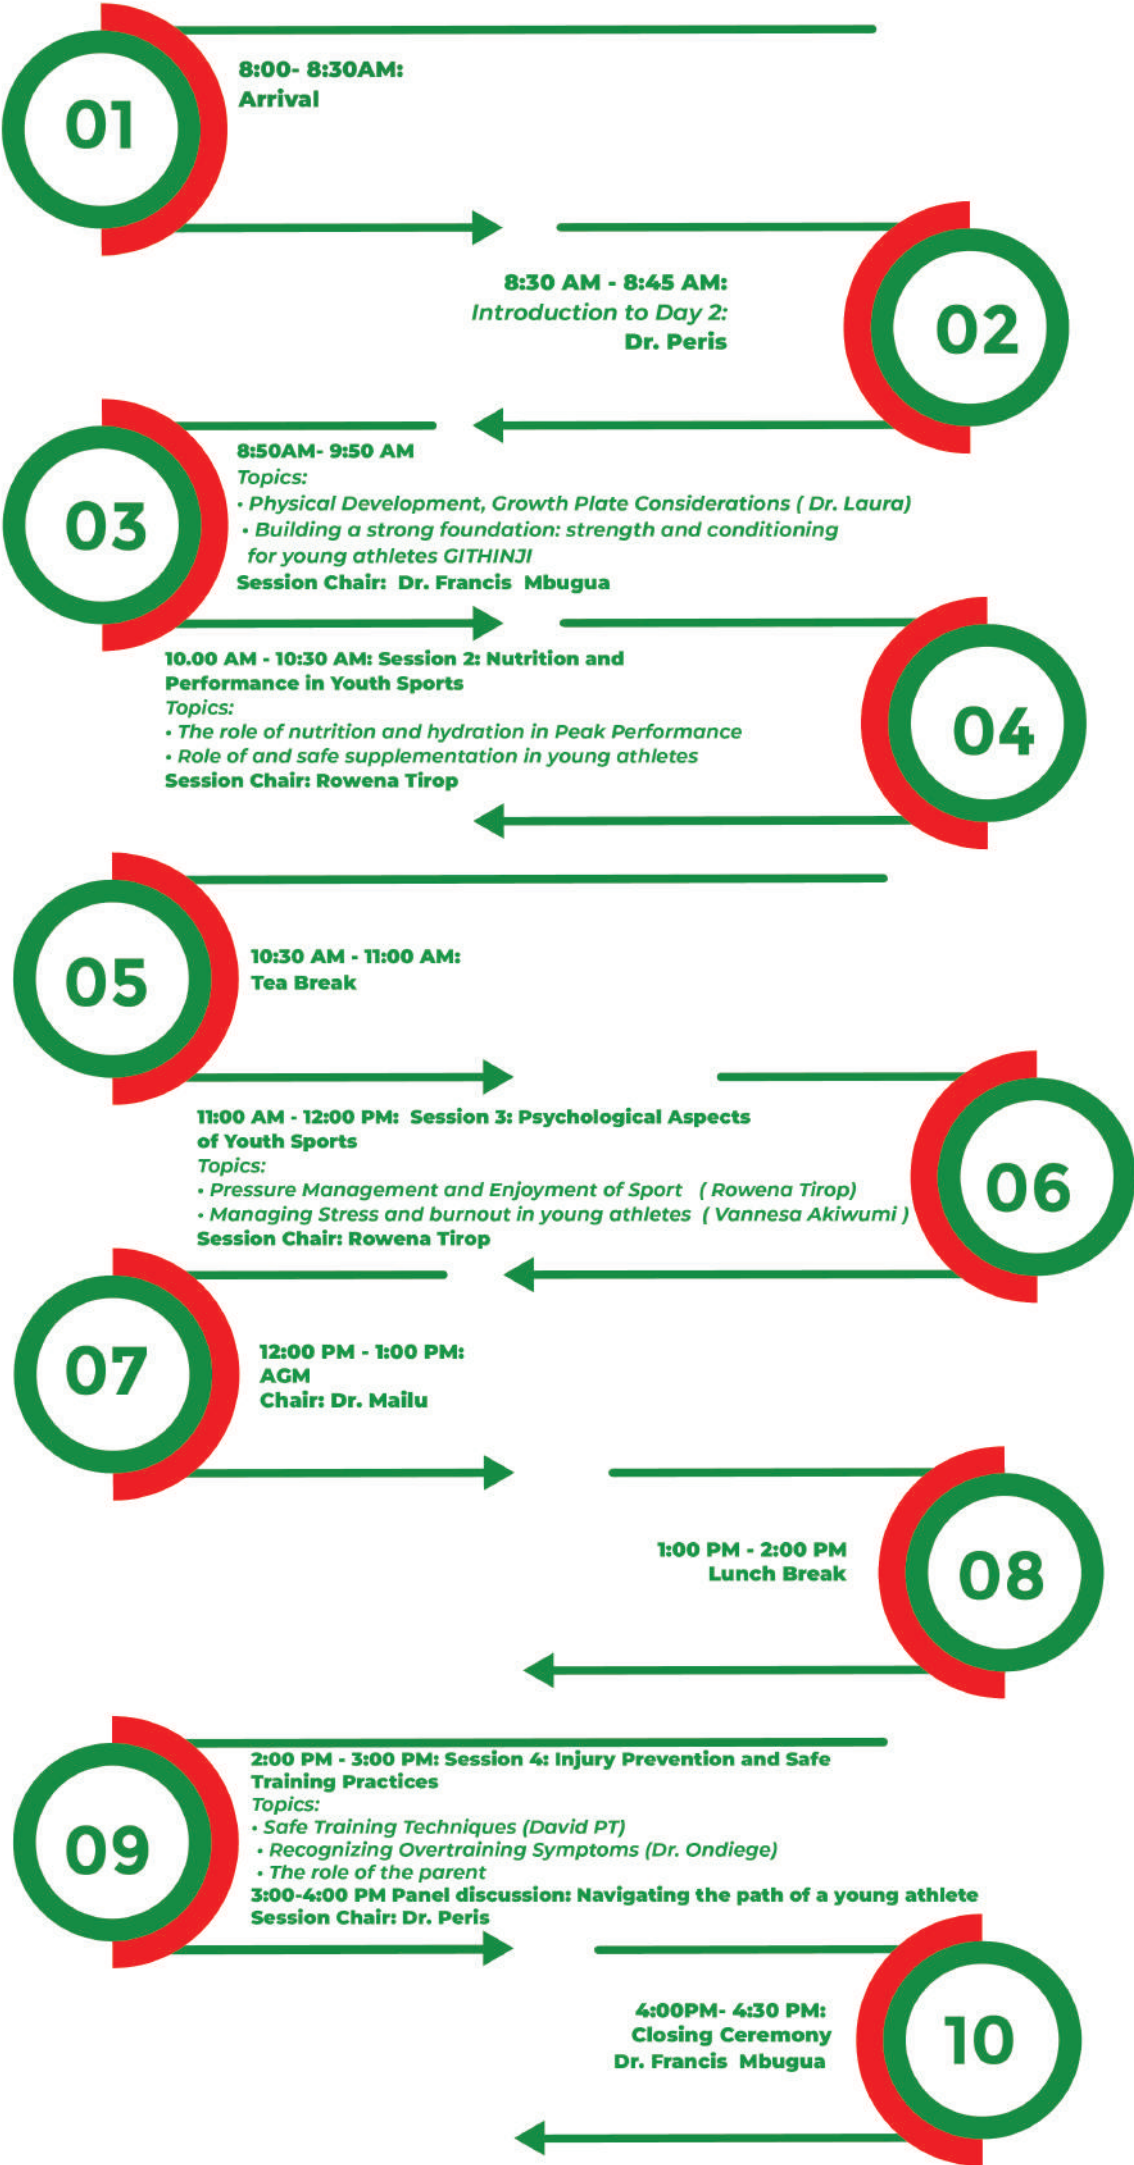 01
8:00- 8:30AM:
Arrival
02
8:30 AM - 8:45 AM:
Introduction to Day 2:
Dr. Peris
03
8:50AM- 9:50 AM
Topics:
• Physical Development, Growth Plate Considerations ( Dr. Laura)
• Building a strong foundation: strength and conditioning
for young athletes GITHINJI
Session Chair: Dr. Francis Mbugua
04
10.00 AM - 10:30 AM: Session 2: Nutrition and
Performance in Youth Sports
Topics:
• The role of nutrition and hydration in Peak Performance
• Role of and safe supplementation in young athletes
Session Chair: Rowena Tirop
05
10:30 AM - 11:00 AM:
Tea Break
06
11:00 AM - 12:00 PM: Session 3: Psychological Aspects
of Youth Sports
Topics:
• Pressure Management and Enjoyment of Sport ( Rowena Tirop)
• Managing Stress and burnout in young athletes ( Vannesa Akiwumi )
Session Chair: Rowena Tirop
07
12:00 PM - 1:00 PM:
AGM
Chair: Dr. Mailu
08
1:00 PM - 2:00 PM
Lunch Break
09
2:00 PM - 3:00 PM: Session 4: Injury Prevention and Safe
Training Practices
Topics:
• Safe Training Techniques (David PT)
• Recognizing Overtraining Symptoms (Dr. Ondiege)
• The role of the parent
3:00-4:00 PM Panel discussion: Navigating the path of a young athlete
Session Chair: Dr. Peris
10
4:00PM- 4:30 PM:
Closing Ceremony
Dr. Francis Mbugua